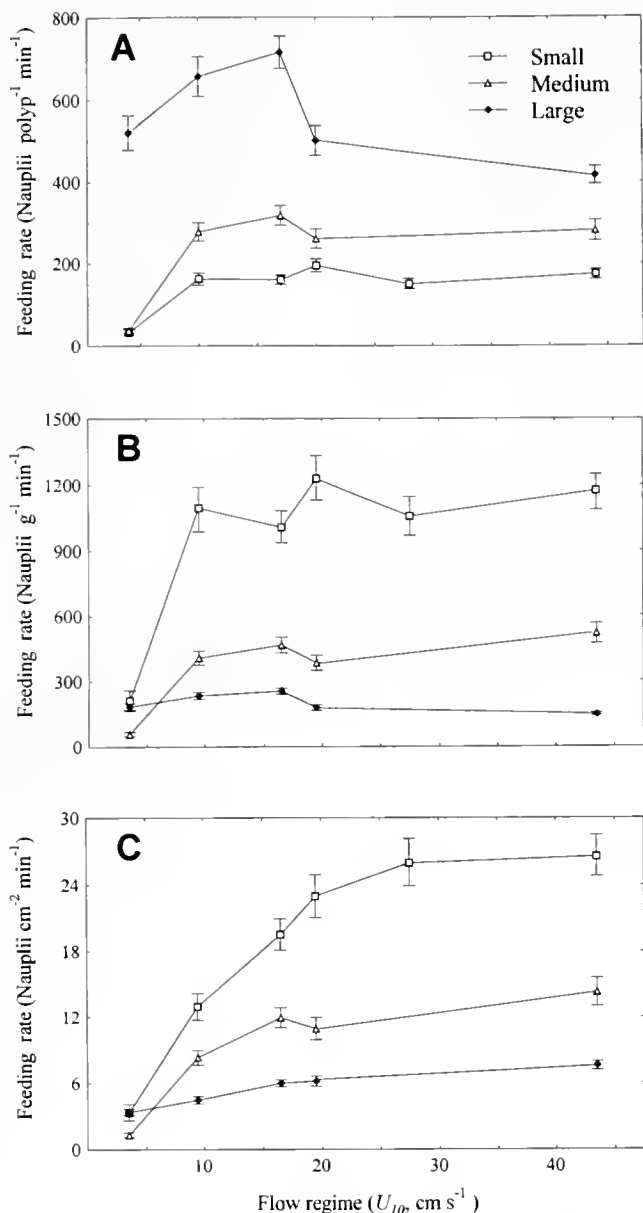 A
Small
Medium
Large
800
600
400
200
0
Feeding rate (Nauplii polyp⁻¹ min⁻¹)
B
1500
1200
900
600
300
0
Feeding rate (Nauplii g⁻¹ min⁻¹)
C
30
24
18
12
6
0
Feeding rate (Nauplii cm⁻² min⁻¹)
10 20 30 40
Flow regime (U₁₀, cm s⁻¹)